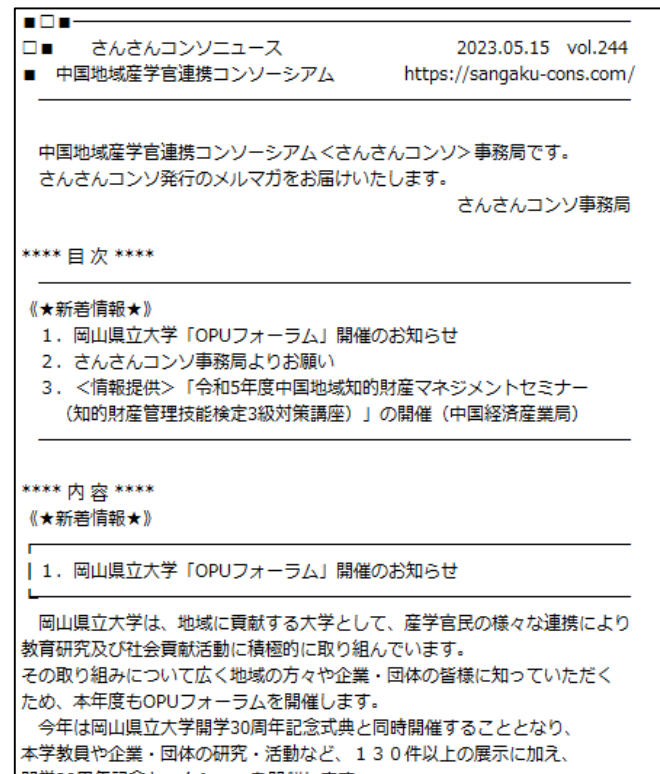 ■□■
□■　　さんさんコンソニュース　　　　　　　　　2023.05.15　vol.244
■　中国地域産学官連携コンソーシアム　　　　https://sangaku-cons.com/
中国地域産学官連携コンソーシアム＜さんさんコンソ＞事務局です。
さんさんコンソ発行のメルマガをお届けいたします。
さんさんコンソ事務局
**** 目 次 ****
《★新着情報★》
１．岡山県立大学「OPUフォーラム」開催のお知らせ
２．さんさんコンソ事務局よりお願い
３．＜情報提供＞「令和5年度中国地域知的財産マネジメントセミナー
（知的財産管理技能検定3級対策講座）」の開催（中国経済産業局）
**** 内 容 ****
《★新着情報★》
１．岡山県立大学「OPUフォーラム」開催のお知らせ
岡山県立大学は、地域に貢献する大学として、産学官民の様々な連携により
教育研究及び社会貢献活動に積極的に取り組んでいます。
その取り組みについて広く地域の方々や企業・団体の皆様に知っていただく
ため、本年度もOPUフォーラムを開催します。
今年は岡山県立大学開学30周年記念式典と同時開催することとなり、
本学教員や企業・団体の研究・活動など、１３０件以上の展示に加え、